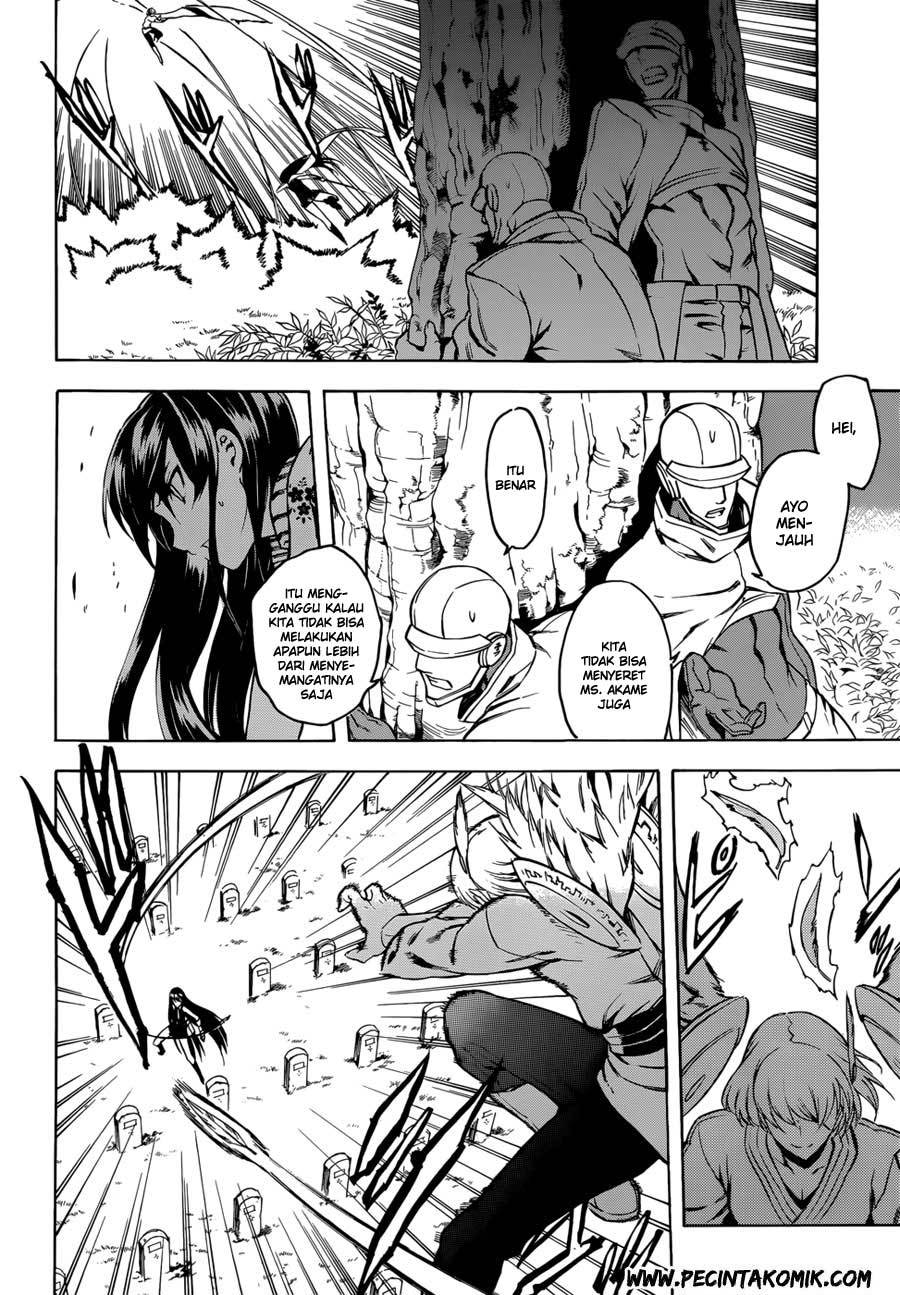 HEI,
AYO
MEN-
JAUH
ITU
BENAR
KITA
TIDAK BISA
MENYERET
MS. AKAME
JUGA
ITU MENG-
GANGGU KALAU
KITA TIDAK BISA
MELAKUKAN
APAPUN LEBIH
DARI MENYE-
MANGATINYA
SAJA
WWW.PECINTAKOMIK.COM